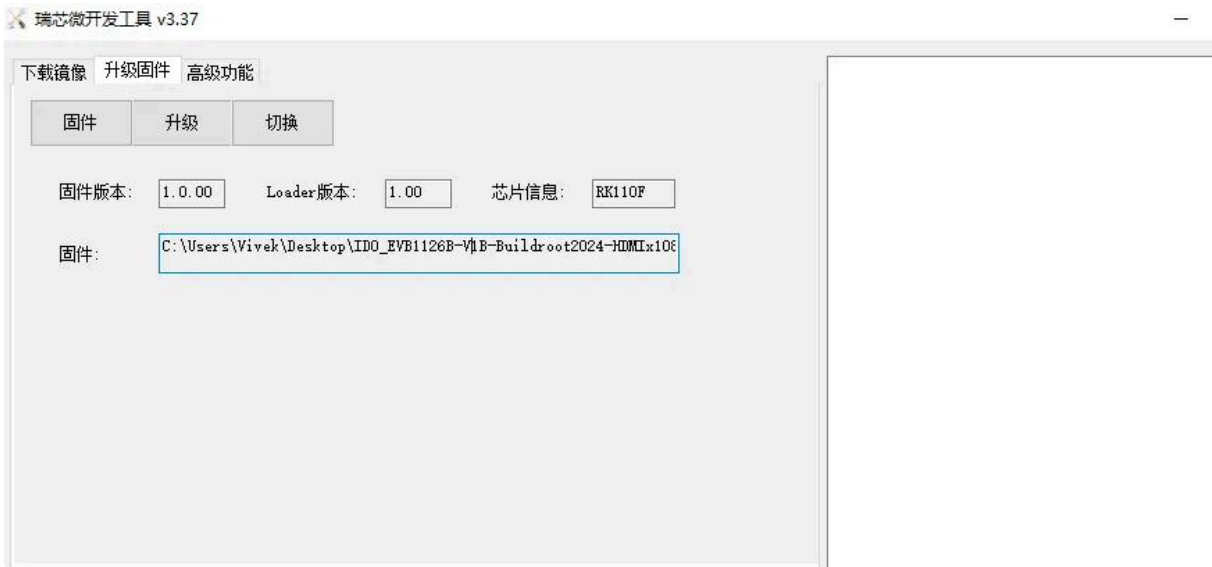 瑞芯微开发工具 v3.37
下载镜像 升级固件 高级功能
固件 升级 切换
固件版本: 1.0.00 Loader版本: 1.00 芯片信息: RK110F
固件: C:\Users\Vivek\Desktop\IDO_EVB1126B-V1B-Buildroot2024-HDMIx108